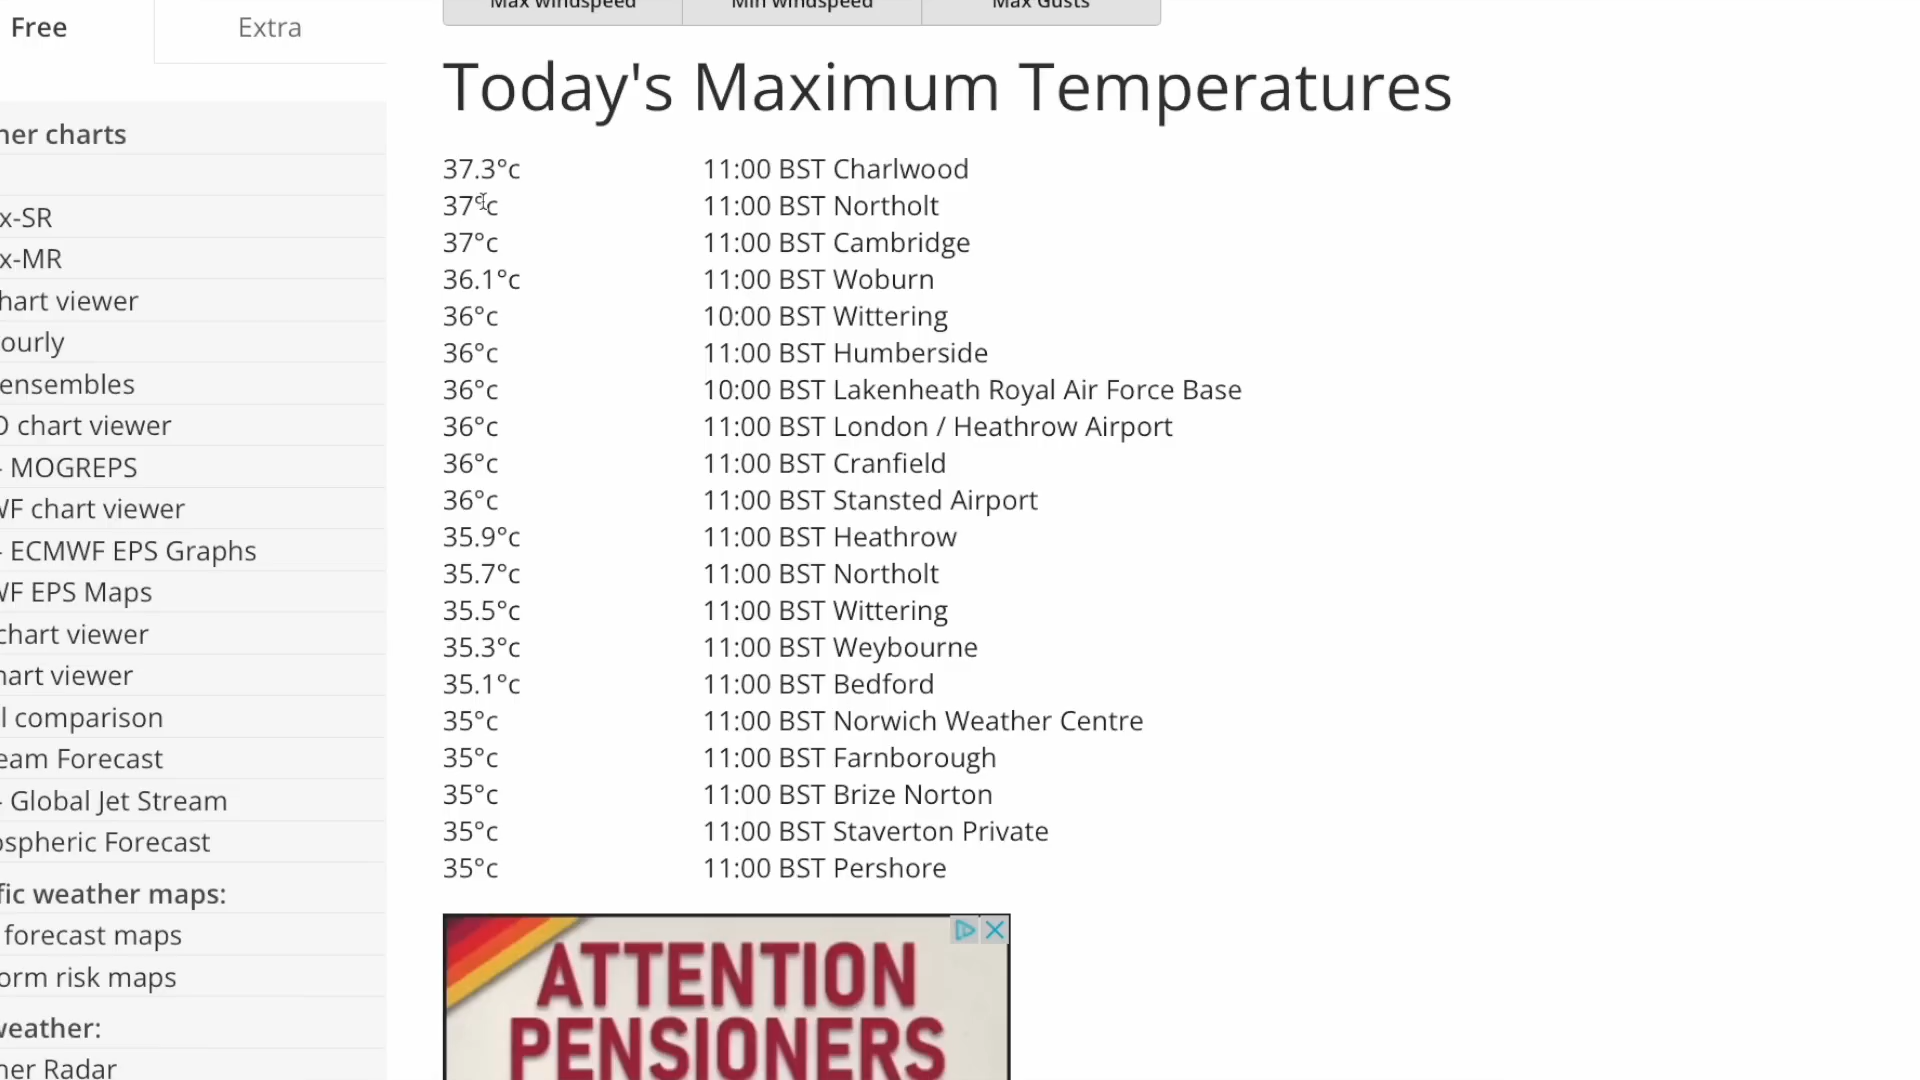 Max windspeed Min windspeed Max Gusts
Free Extra
Today's Maximum Temperatures
her charts
x-SR
x-MR
hart viewer
ourly
ensembles
O chart viewer
- MOGREPS
WF chart viewer
- ECMWF EPS Graphs
WF EPS Maps
chart viewer
hart viewer
l comparison
eam Forecast
- Global Jet Stream
ospheric Forecast
fic weather maps:
forecast maps
orm risk maps
weather:
her Radar
37.3°c 11:00 BST Charlwood
37°c 11:00 BST Northolt
37°c 11:00 BST Cambridge
36.1°c 11:00 BST Woburn
36°c 10:00 BST Wittering
36°c 11:00 BST Humberside
36°c 10:00 BST Lakenheath Royal Air Force Base
36°c 11:00 BST London / Heathrow Airport
36°c 11:00 BST Cranfield
36°c 11:00 BST Stansted Airport
35.9°c 11:00 BST Heathrow
35.7°c 11:00 BST Northolt
35.5°c 11:00 BST Wittering
35.3°c 11:00 BST Weybourne
35.1°c 11:00 BST Bedford
35°c 11:00 BST Norwich Weather Centre
35°c 11:00 BST Farnborough
35°c 11:00 BST Brize Norton
35°c 11:00 BST Staverton Private
35°c 11:00 BST Pershore
ATTENTION
PENSIONERS